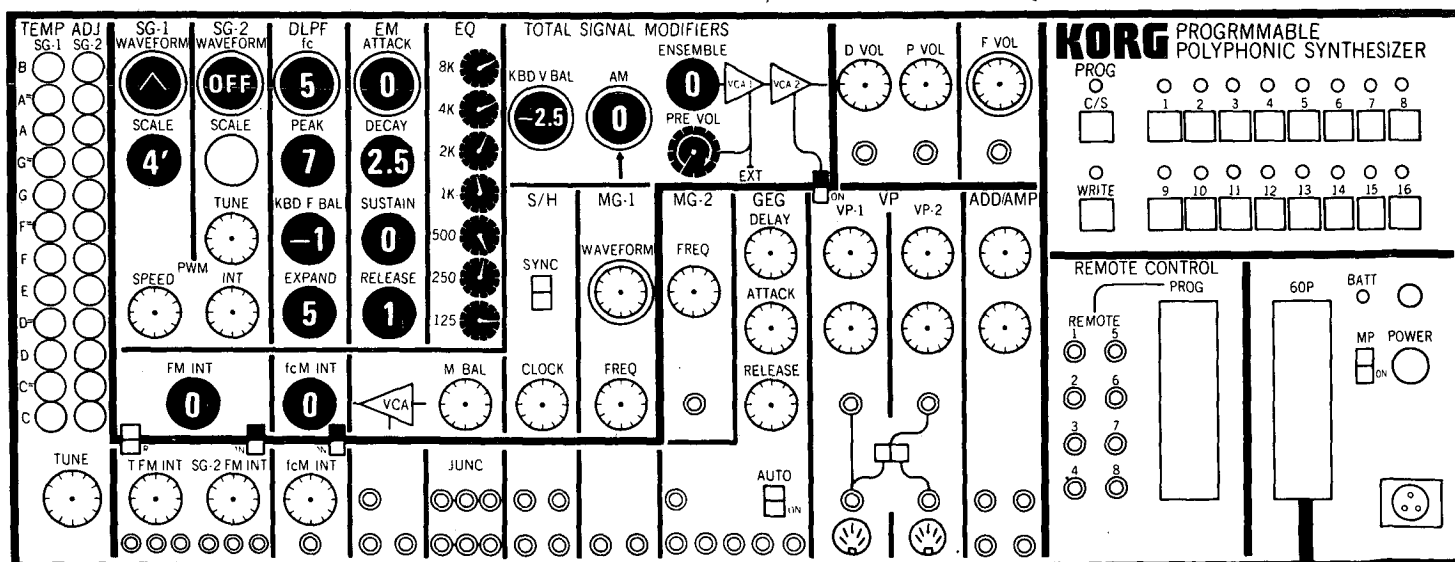 TEMP ADJ
SG-1 SG-2
B
A#
A
G#
G
F#
F
E
D#
D
C#
C
TUNE
SG-1
WAVEFORM
SCALE
4'
SG-2
WAVEFORM
OFF
SCALE
TUNE
PWM
SPEED
INT
DLPF
fc
5
PEAK
7
KBD F BAL
-1
EXPAND
5
EM
ATTACK
0
DECAY
2.5
SUSTAIN
0
RELEASE
1
EQ
8K
4K
2K
1K
500
250
125
FM INT
0
fcM INT
0
VCA
M BAL
ON
ON
T FM INT
SG-2 FM INT
fcM INT
JUNC
TOTAL SIGNAL MODIFIERS
KBD V BAL
-2.5
AM
0
ENSEMBLE
0
PRE VOL
VCA 1
VCA 2
EXT
ON
D VOL
P VOL
F VOL
S/H
SYNC
CLOCK
MG-1
WAVEFORM
FREQ
MG-2
FREQ
GEG
DELAY
ATTACK
RELEASE
AUTO
ON
VP
VP-1
VP-2
ADD/AMP
KORG PROGRMMABLE
POLYPHONIC SYNTHESIZER
PROG
C/S
1 2 3 4 5 6 7 8
WRITE
9 10 11 12 13 14 15 16
REMOTE CONTROL
PROG
REMOTE
1 5
2 6
3 7
4 8
60P
BATT
MP
ON
POWER